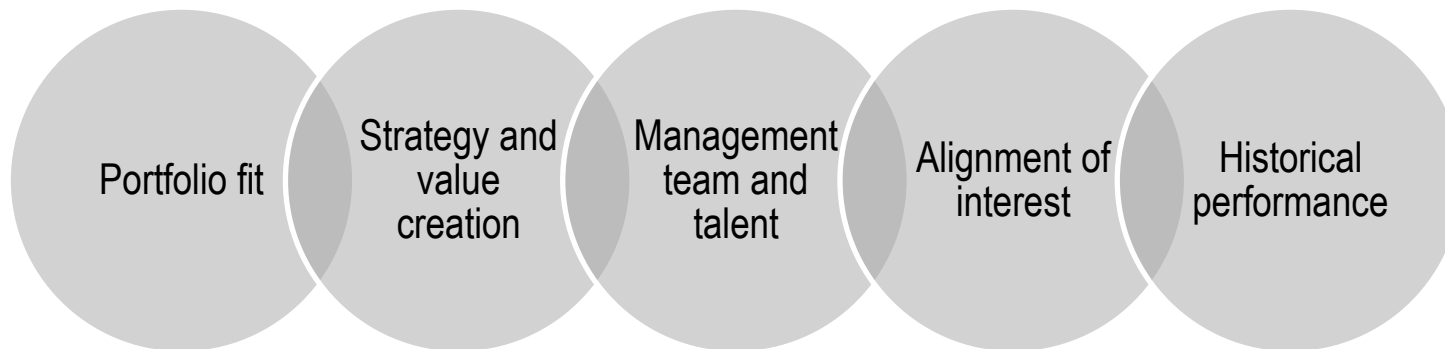 Portfolio fit
Strategy and
value
creation
Management
team and
talent
Alignment of
interest
Historical
performance